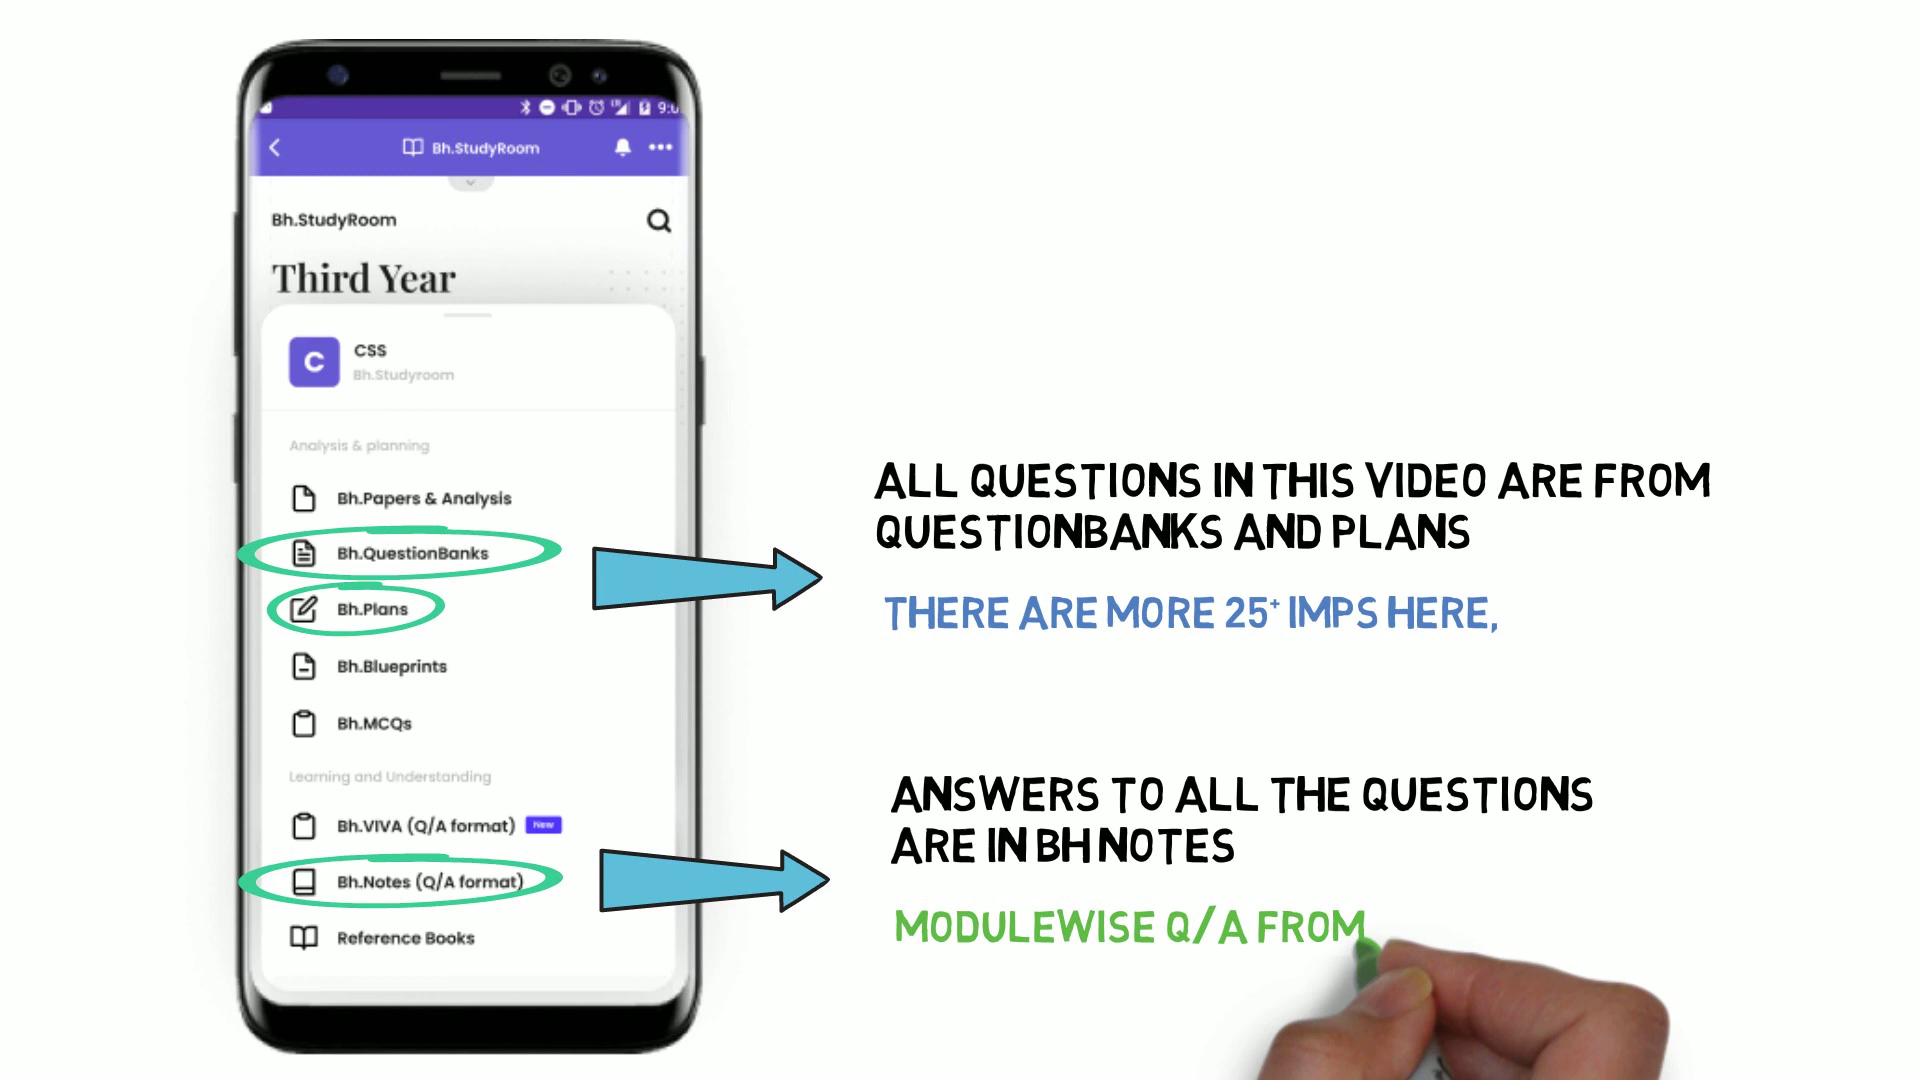 9:0
Bh.StudyRoom
Bh.StudyRoom
Third Year
C
CSS
Bh.Studyroom
Analysis & planning
Bh.Papers & Analysis
Bh.QuestionBanks
Bh.Plans
Bh.Blueprints
Bh.MCQs
Learning and Understanding
Bh.VIVA (Q/A format) New
Bh.Notes (Q/A format)
Reference Books
ALL QUESTIONS IN THIS VIDEO ARE FROM
QUESTIONBANKS AND PLANS
THERE ARE MORE 25+ IMPS HERE,
ANSWERS TO ALL THE QUESTIONS
ARE IN BH NOTES
MODULEWISE Q/A FROM